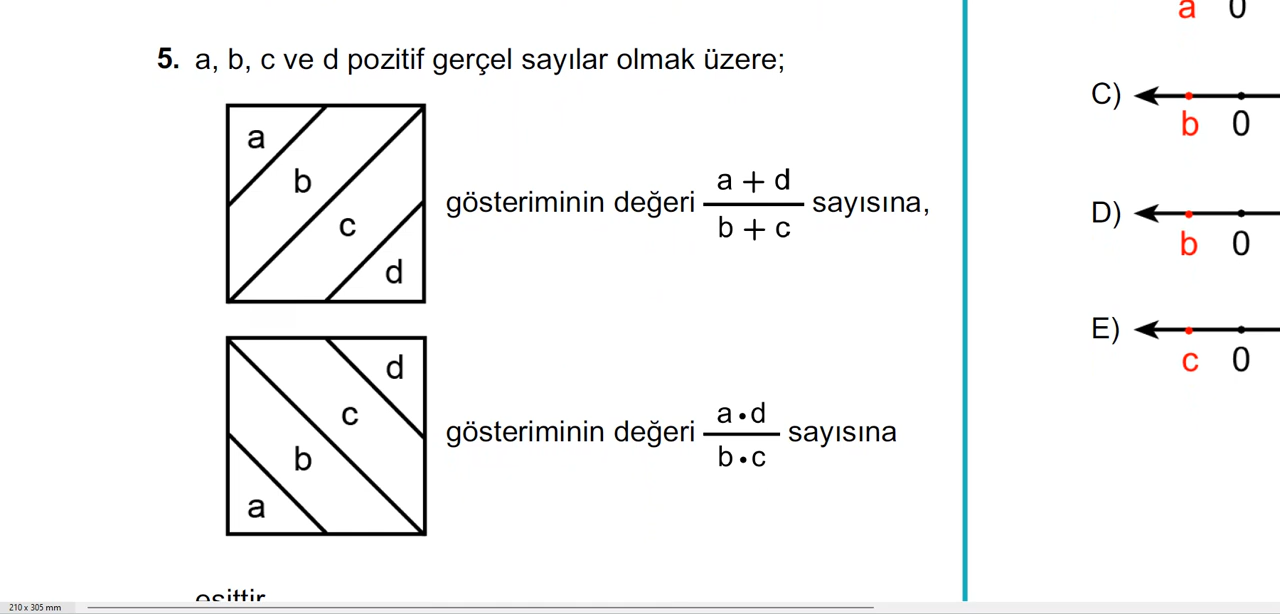 5. a, b, c ve d pozitif gerçel sayılar olmak üzere;
a
b
c
d
gösteriminin değeri a + d / b + c sayısına,
d
c
b
a
gösteriminin değeri a • d / b • c sayısına
eşittir
a 0
C)
b 0
D)
b 0
E)
c 0
210 x 305 mm